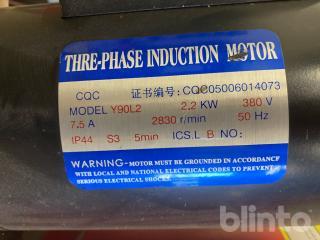 THRE-PHASE INDUCTION MOTOR
CQC 证书编号: CQC05006014073
MODEL Y90L2 2,2 KW 380 V
7.5 A 2830 r/min 50 Hz
IP44 S3 5min ICS.L B NO:
WARNING-MOTOR MUST BE GROUNDED IN ACCORDANCF
WITH LOCAL AND NATIONAL ELECTRICAL CODES TO PREVENT
SERIOUS ELECTRICAL SHOCKS.
blinto